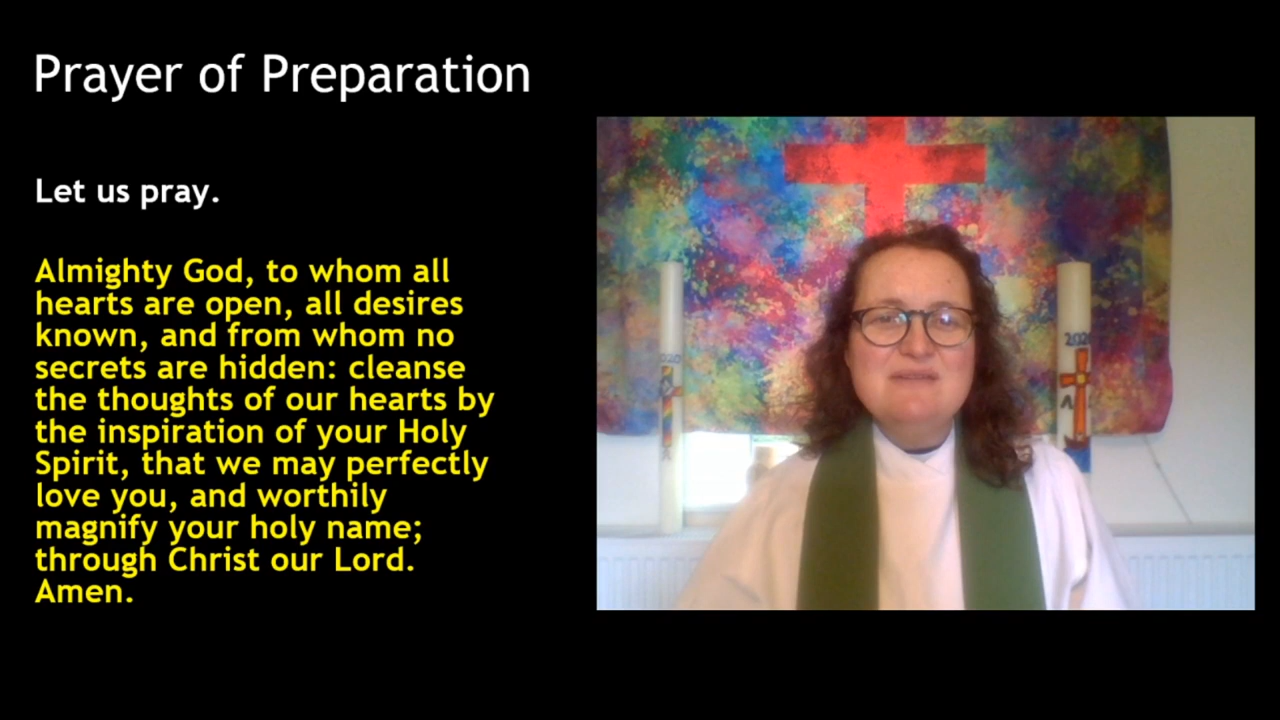 Prayer of Preparation
Let us pray.
Almighty God, to whom all
hearts are open, all desires
known, and from whom no
secrets are hidden: cleanse
the thoughts of our hearts by
the inspiration of your Holy
Spirit, that we may perfectly
love you, and worthily
magnify your holy name;
through Christ our Lord.
Amen.
020
2020
A